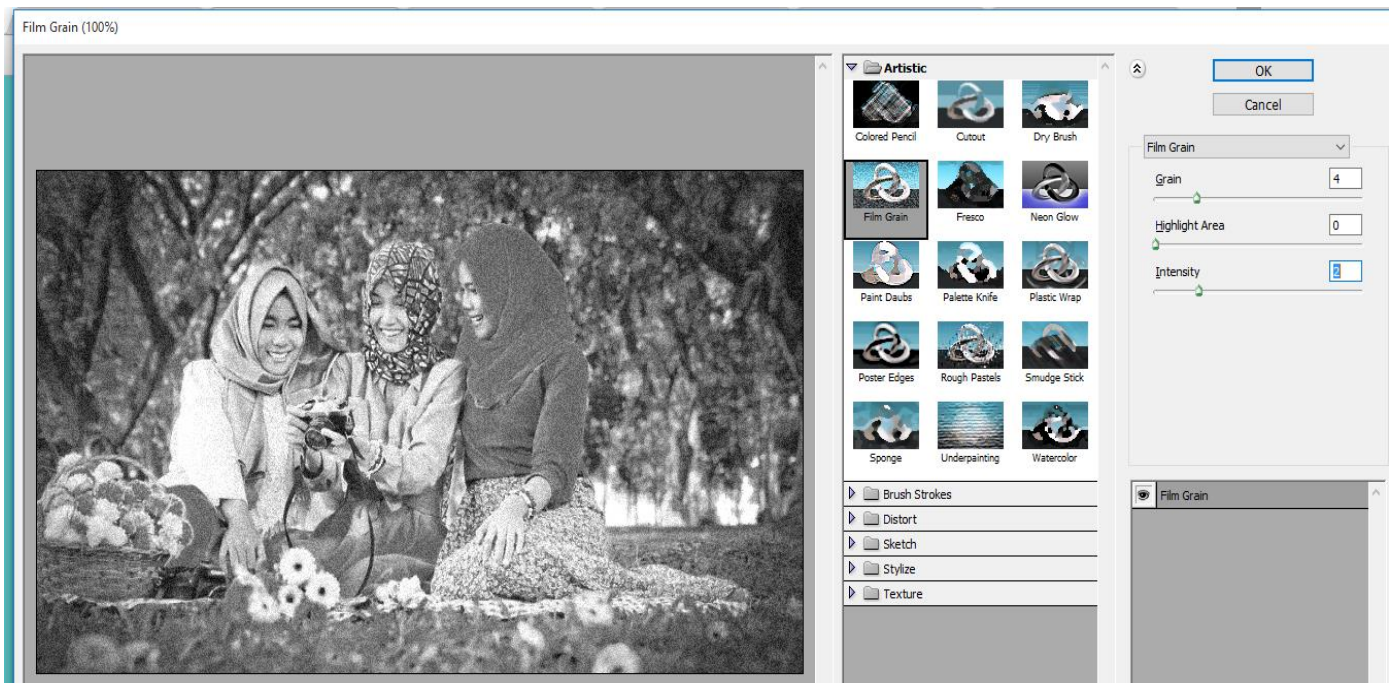 Film Grain (100%)
Artistic
Colored Pencil
Cutout
Dry Brush
Film Grain
Fresco
Neon Glow
Paint Daubs
Palette Knife
Plastic Wrap
Poster Edges
Rough Pastels
Smudge Stick
Sponge
Underpainting
Watercolor
Brush Strokes
Distort
Sketch
Stylize
Texture
OK
Cancel
Film Grain
Grain 4
Highlight Area 0
Intensity 2
Film Grain